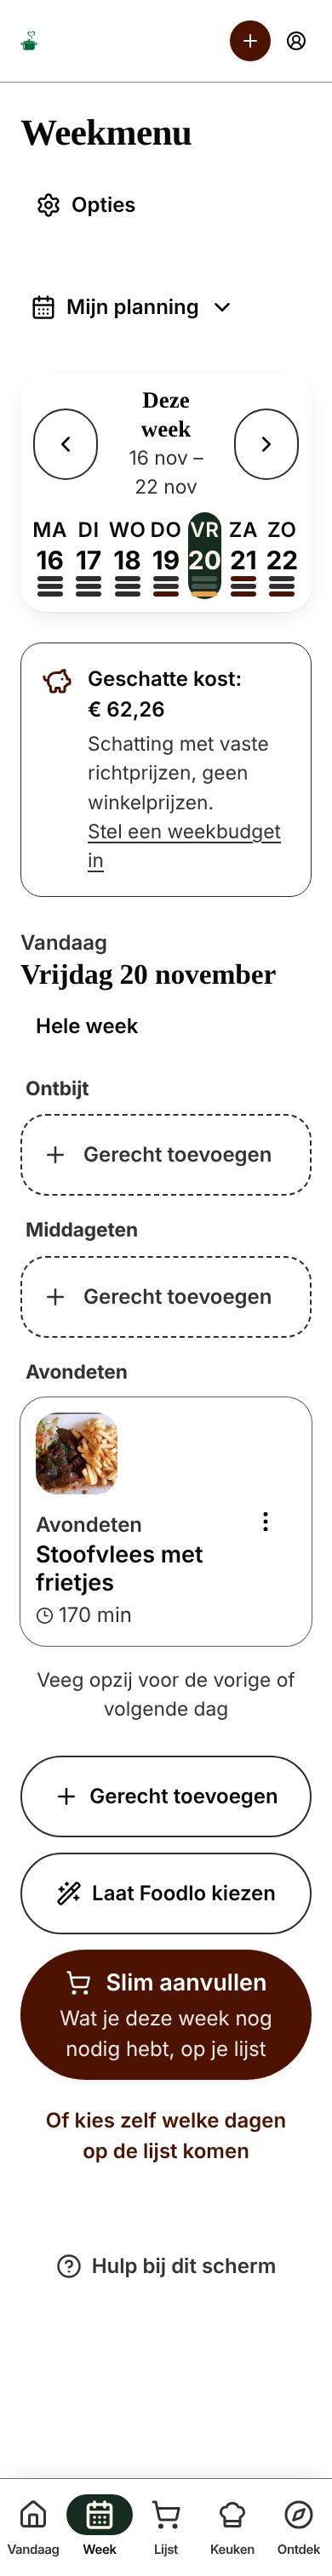 Weekmenu
Opties
Mijn planning
Deze
week
16 nov –
22 nov
MA DI WO DO VR ZA ZO
16 17 18 19 20 21 22
Geschatte kost:
€ 62,26
Schatting met vaste
richtprijzen, geen
winkelprijzen.
Stel een weekbudget
in
Vandaag
Vrijdag 20 november
Hele week
Ontbijt
Gerecht toevoegen
Middageten
Gerecht toevoegen
Avondeten
Avondeten
Stoofvlees met
frietjes
170 min
Veeg opzij voor de vorige of
volgende dag
Gerecht toevoegen
Laat Foodlo kiezen
Slim aanvullen
Wat je deze week nog
nodig hebt, op je lijst
Of kies zelf welke dagen
op de lijst komen
Hulp bij dit scherm
Vandaag Week Lijst Keuken Ontdek